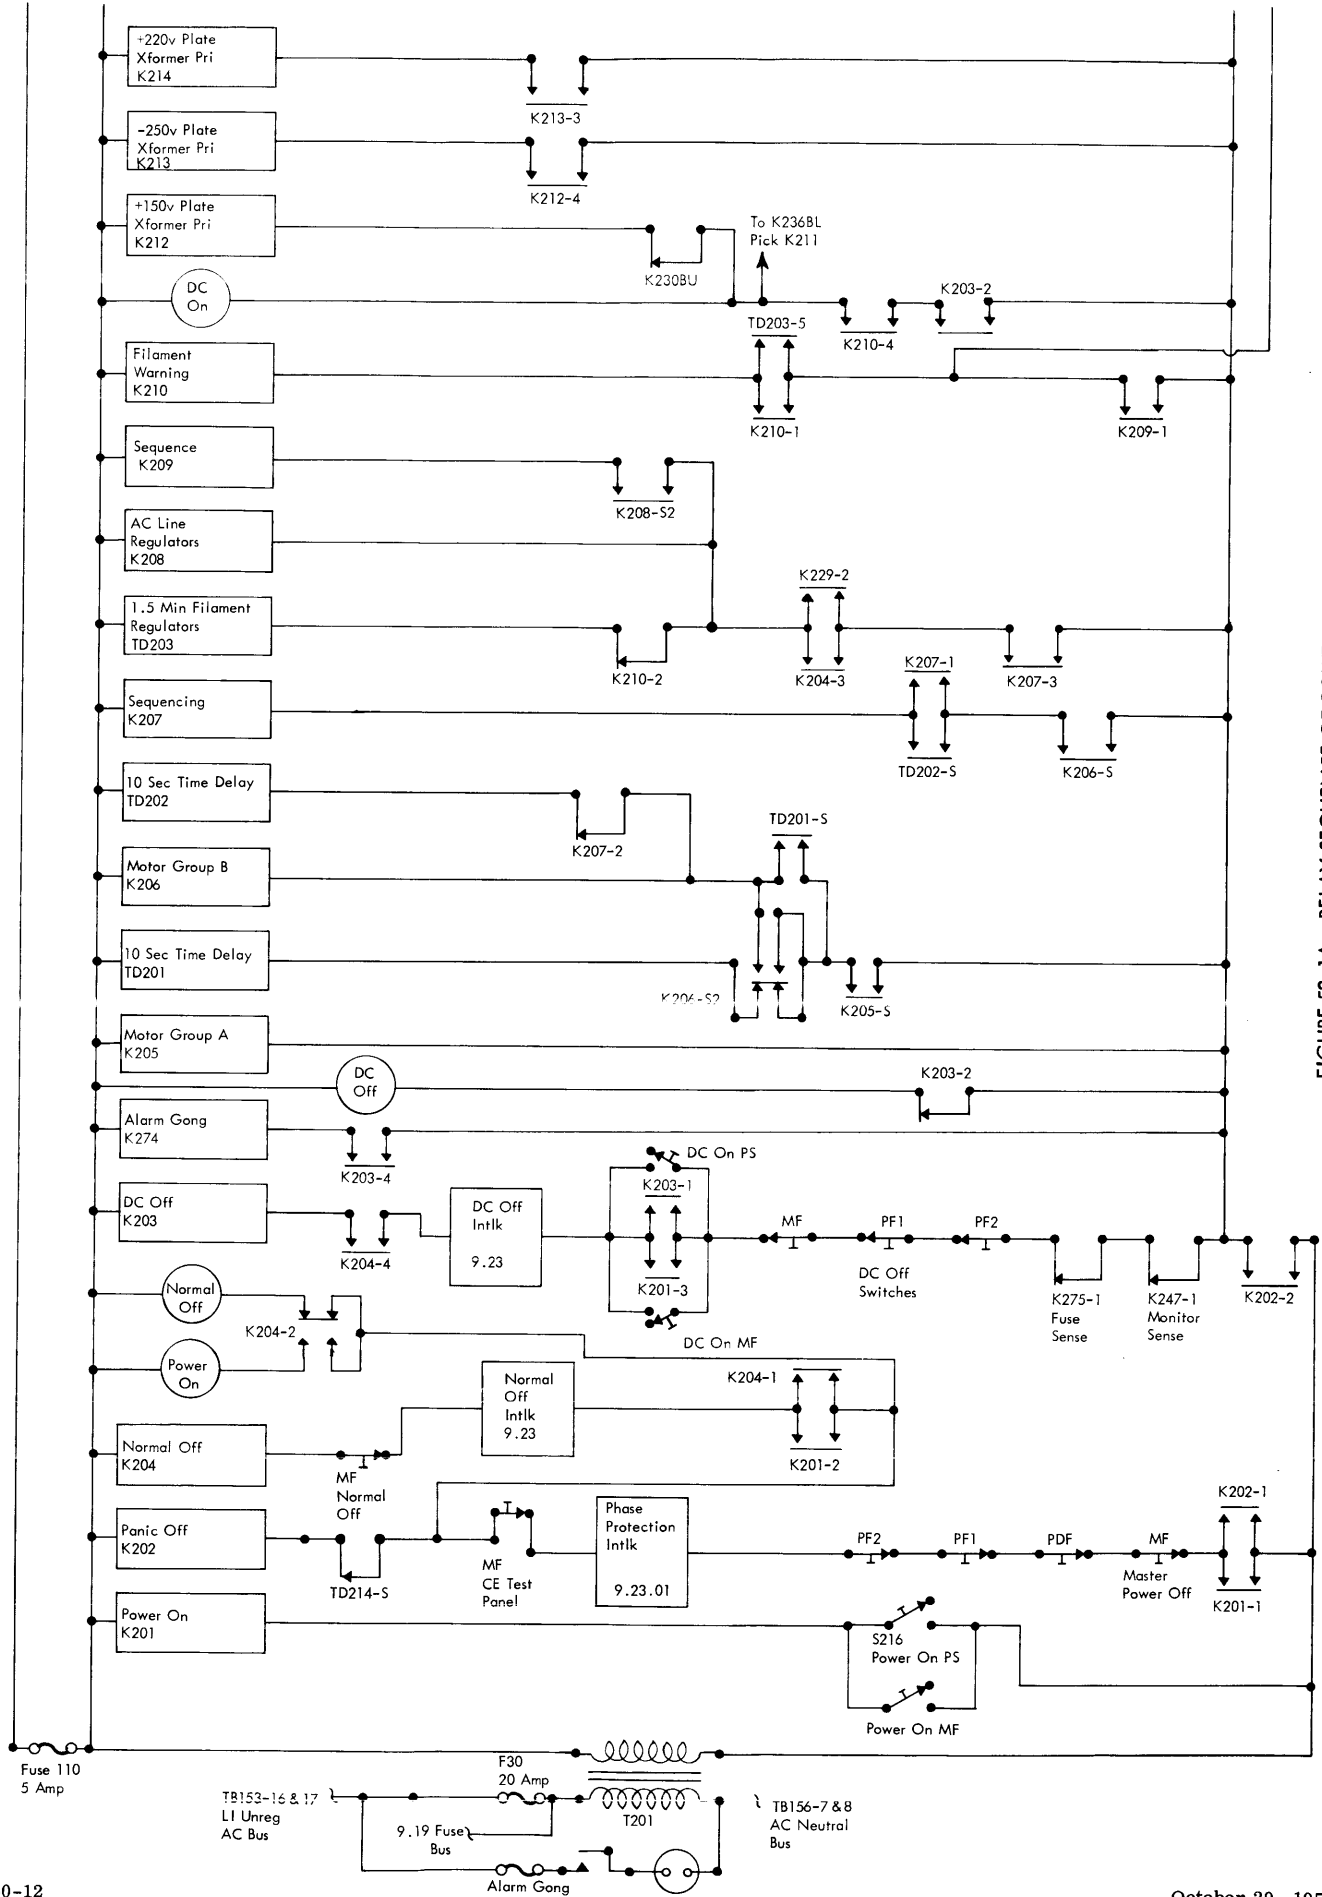 +220v Plate
Xformer Pri
K214
K213-3
-250v Plate
Xformer Pri
K213
K212-4
+150v Plate
Xformer Pri
K212
K230BU
To K236BL
Pick K211
DC
On
K203-2
K210-4
TD203-5
Filament
Warning
K210
K210-1
K209-1
Sequence
K209
K208-S2
AC Line
Regulators
K208
K229-2
1.5 Min Filament
Regulators
TD203
K210-2
K204-3
K207-3
K207-1
Sequencing
K207
TD202-S
K206-S
10 Sec Time Delay
TD202
K207-2
TD201-S
Motor Group B
K206
10 Sec Time Delay
TD201
K206-S2
K205-S
Motor Group A
K205
DC
Off
K203-2
Alarm Gong
K274
K203-4
DC On PS
K203-1
DC Off
K203
K204-4
DC Off
Intlk
9.23
K201-3
DC On MF
MF
PF1
PF2
DC Off
Switches
K275-1
Fuse
Sense
K247-1
Monitor
Sense
K202-2
Normal
Off
K204-2
Power
On
Normal
Off
Intlk
9.23
K204-1
K201-2
Normal Off
K204
MF
Normal
Off
Panic Off
K202
TD214-S
MF
CE Test
Panel
Phase
Protection
Intlk
9.23.01
PF2
PF1
PDF
MF
Master
Power Off
K202-1
K201-1
Power On
K201
S216
Power On PS
Power On MF
Fuse 110
5 Amp
F30
20 Amp
T201
TB153-16 & 17
LI Unreg
AC Bus
9.19 Fuse
Bus
TB156-7 & 8
AC Neutral
Bus
Alarm Gong
0-12